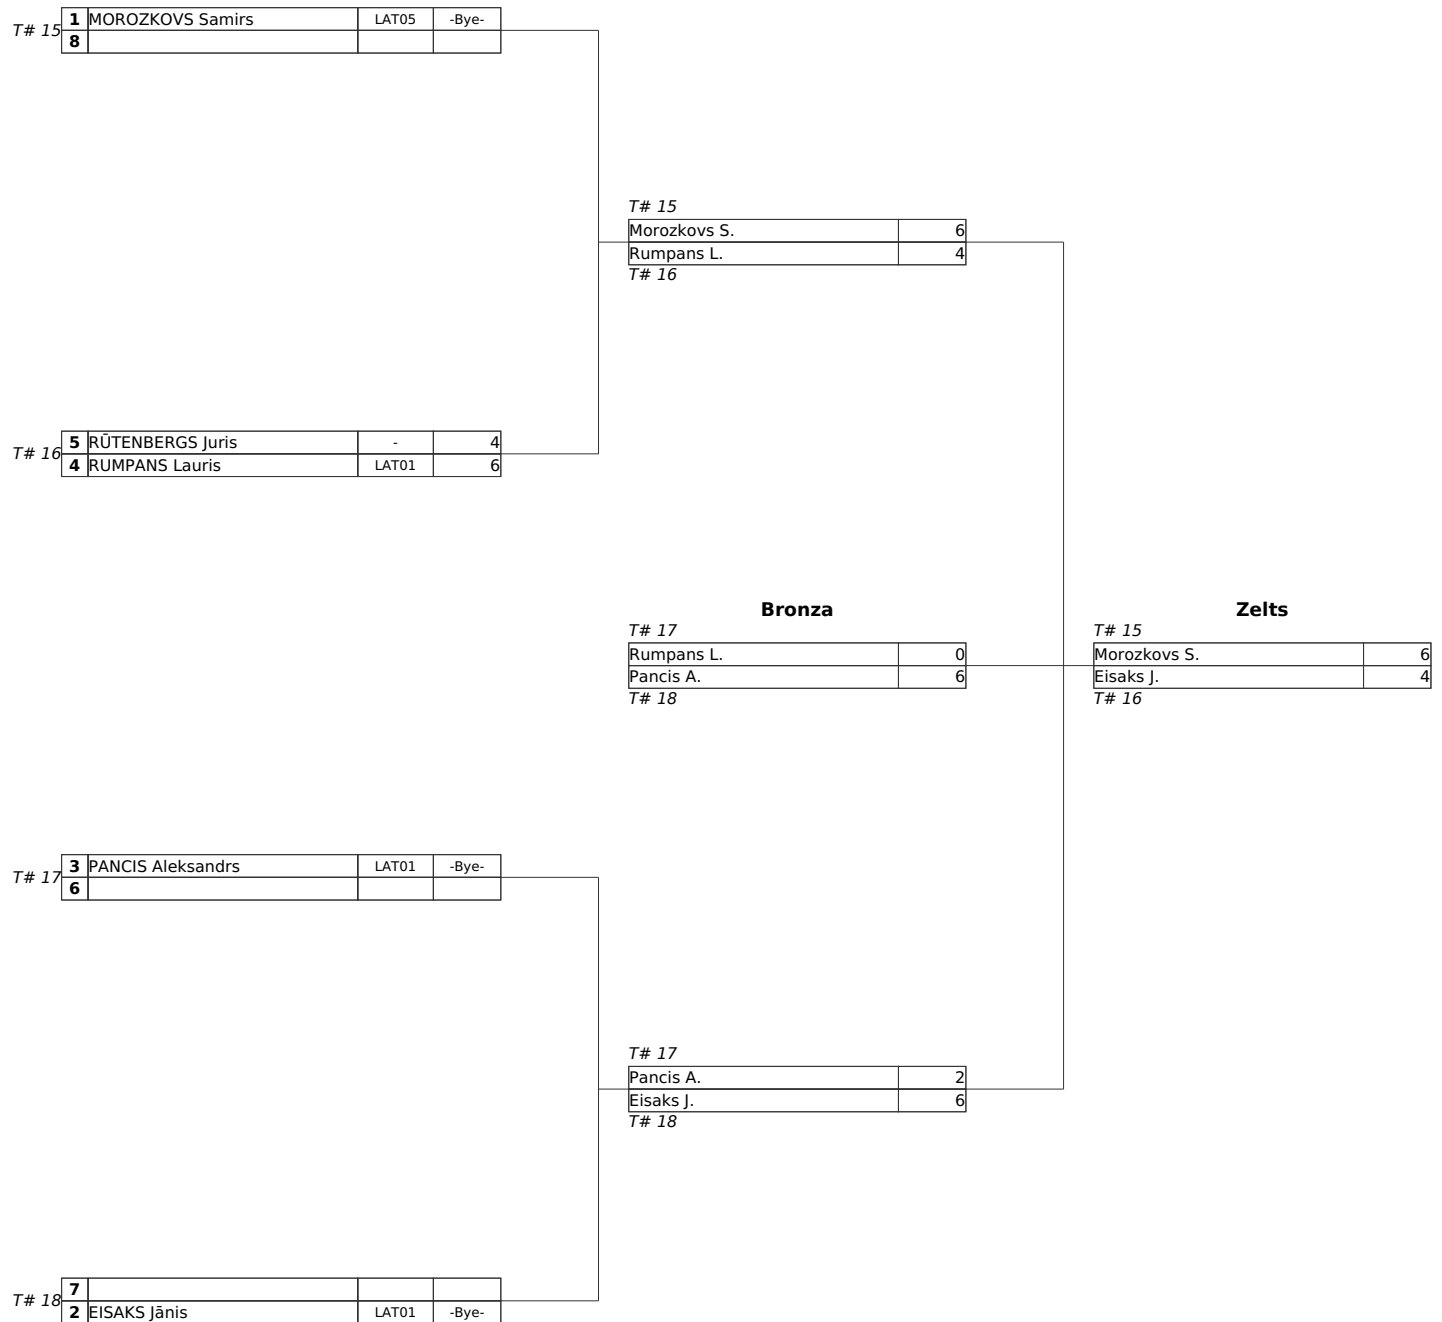 T# 15
1 MOROZKOVS Samirs LAT05 -Bye-
8
T# 15
Morozkovs S. 6
Rumpans L. 4
T# 16
T# 16
5 RŪTENBERGS Juris - 4
4 RUMPANS Lauris LAT01 6
Bronza
T# 17
Rumpans L. 0
Pancis A. 6
T# 18
Zelts
T# 15
Morozkovs S. 6
Eisaks J. 4
T# 16
T# 17
3 PANCIS Aleksandrs LAT01 -Bye-
6
T# 17
Pancis A. 2
Eisaks J. 6
T# 18
T# 18
7
2 EISAKS Jānis LAT01 -Bye-